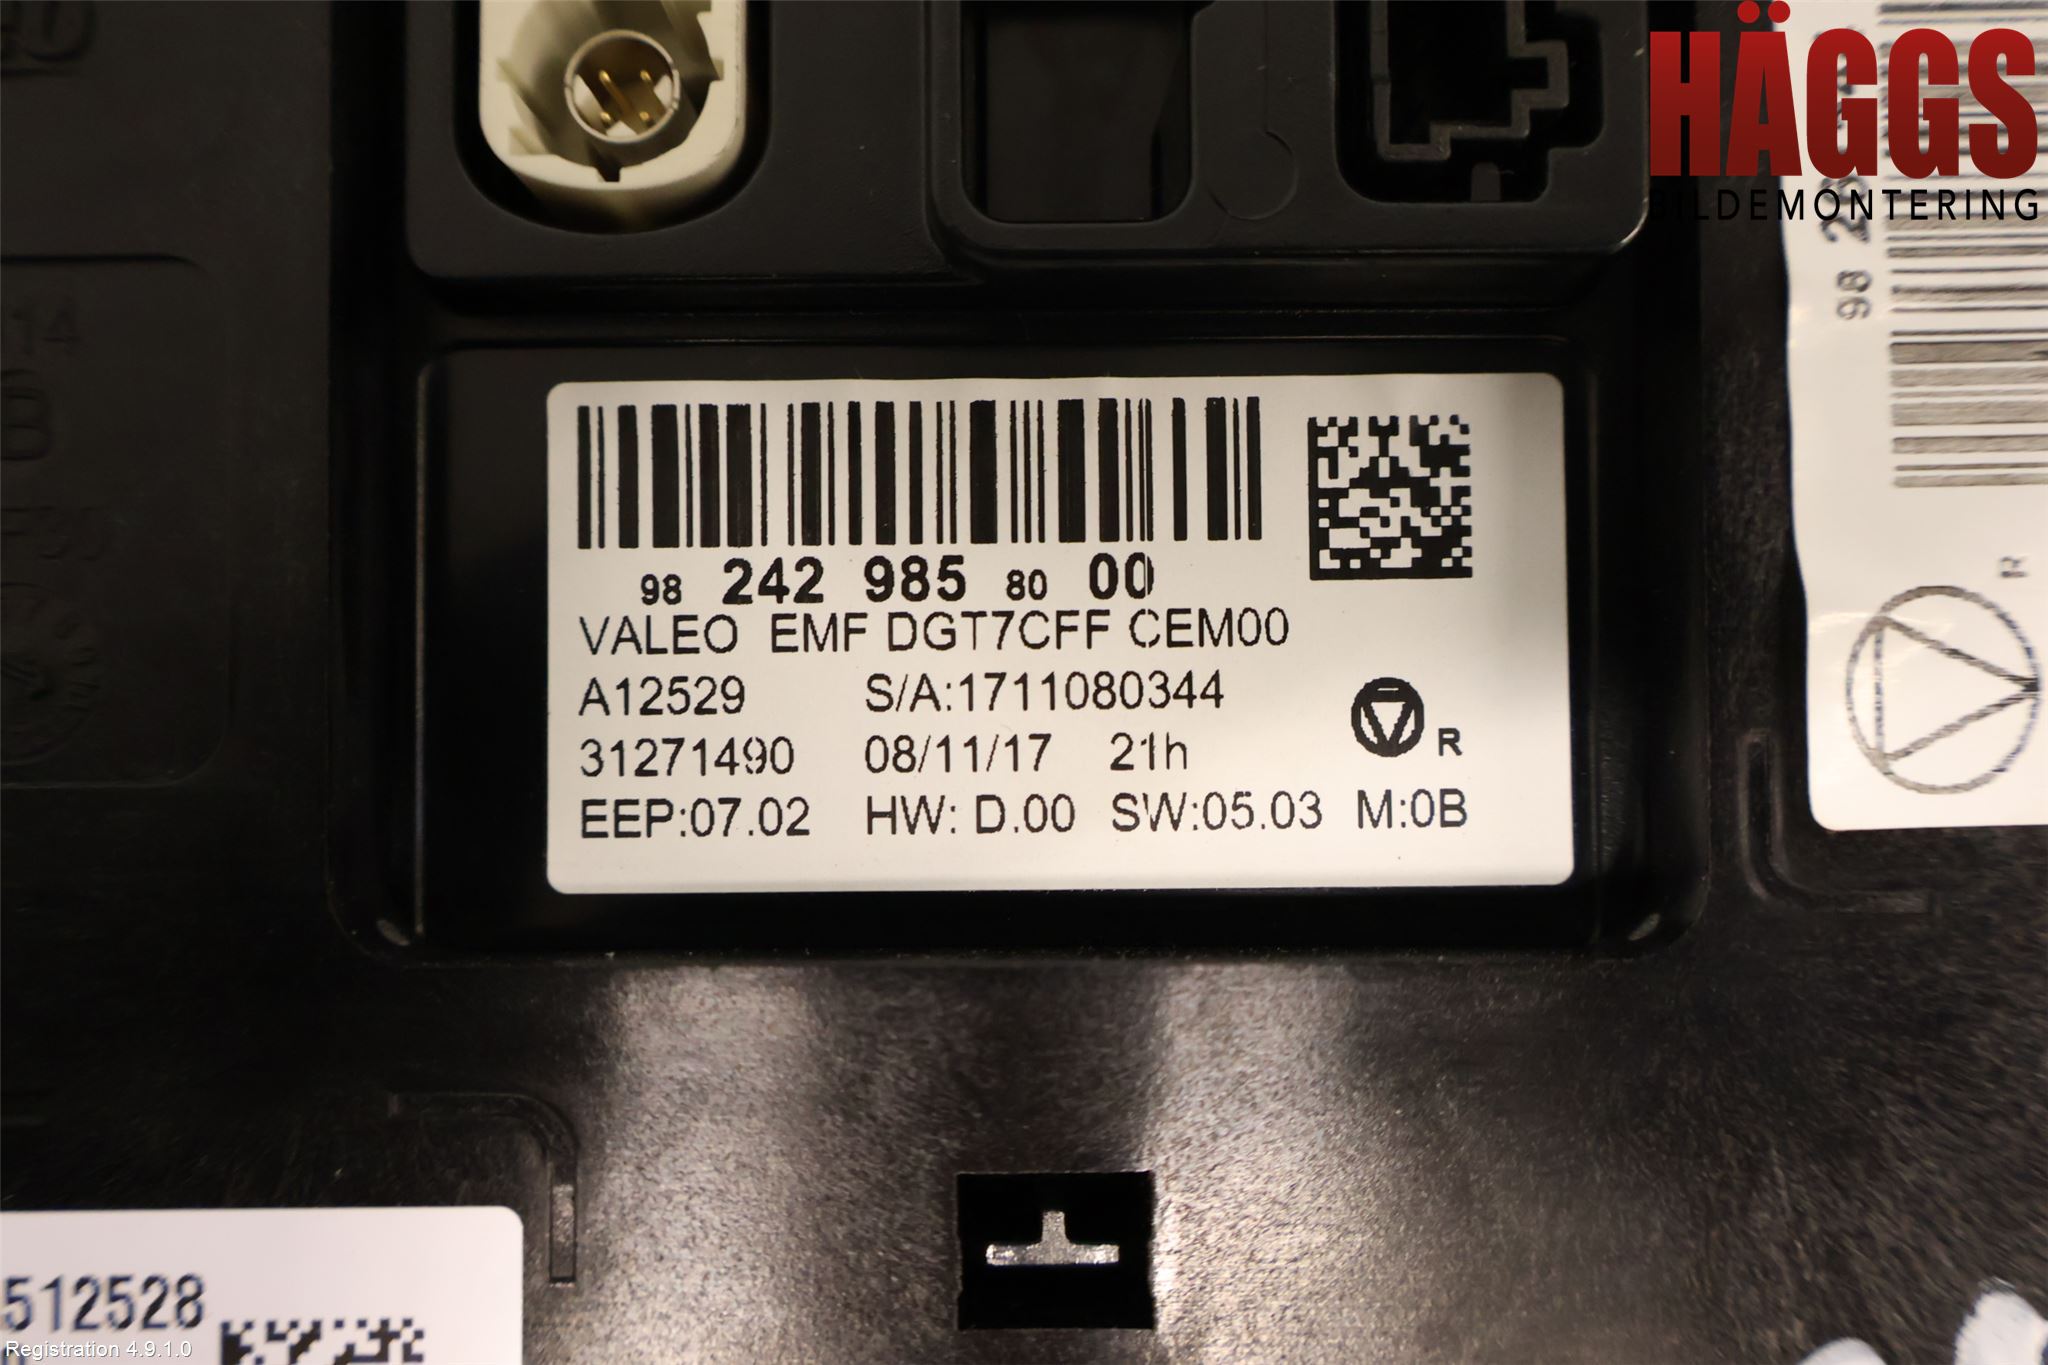 HÄGGS
BILDEMONTERING
98 242 985 80 00
VALEO EMF DGT7CFF CEM00
A12529 S/A:1711080344
31271490 08/11/17 21h
R
EEP:07.02 HW: D.00 SW:05.03 M:0B
98
R
14
B
512528
Registration 4.9.1.0